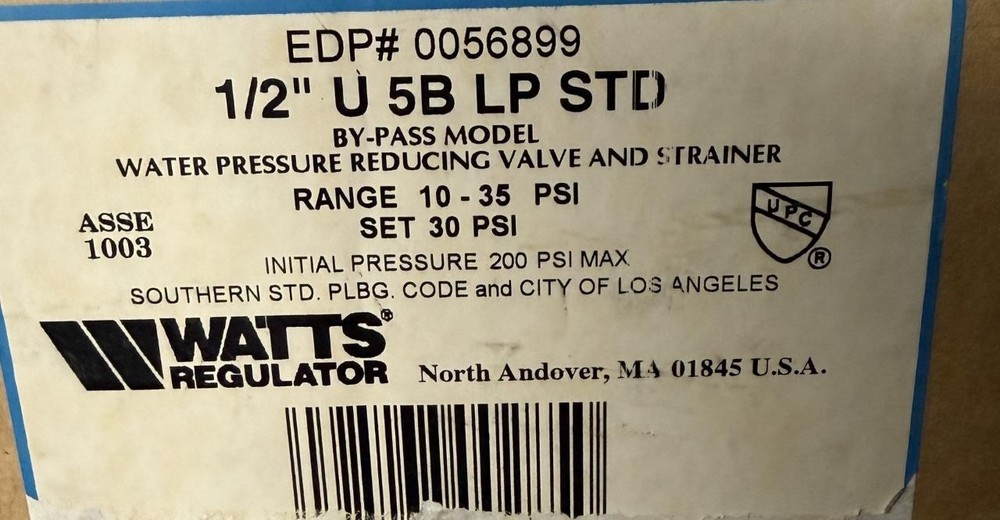 EDP# 0056899
1/2" U 5B LP STD
BY-PASS MODEL
WATER PRESSURE REDUCING VALVE AND STRAINER
RANGE 10 - 35 PSI
SET 30 PSI
ASSE
1003
UPC
®
INITIAL PRESSURE 200 PSI MAX
SOUTHERN STD. PLBG. CODE and CITY OF LOS ANGELES
WATTS®
REGULATOR
North Andover, MA 01845 U.S.A.